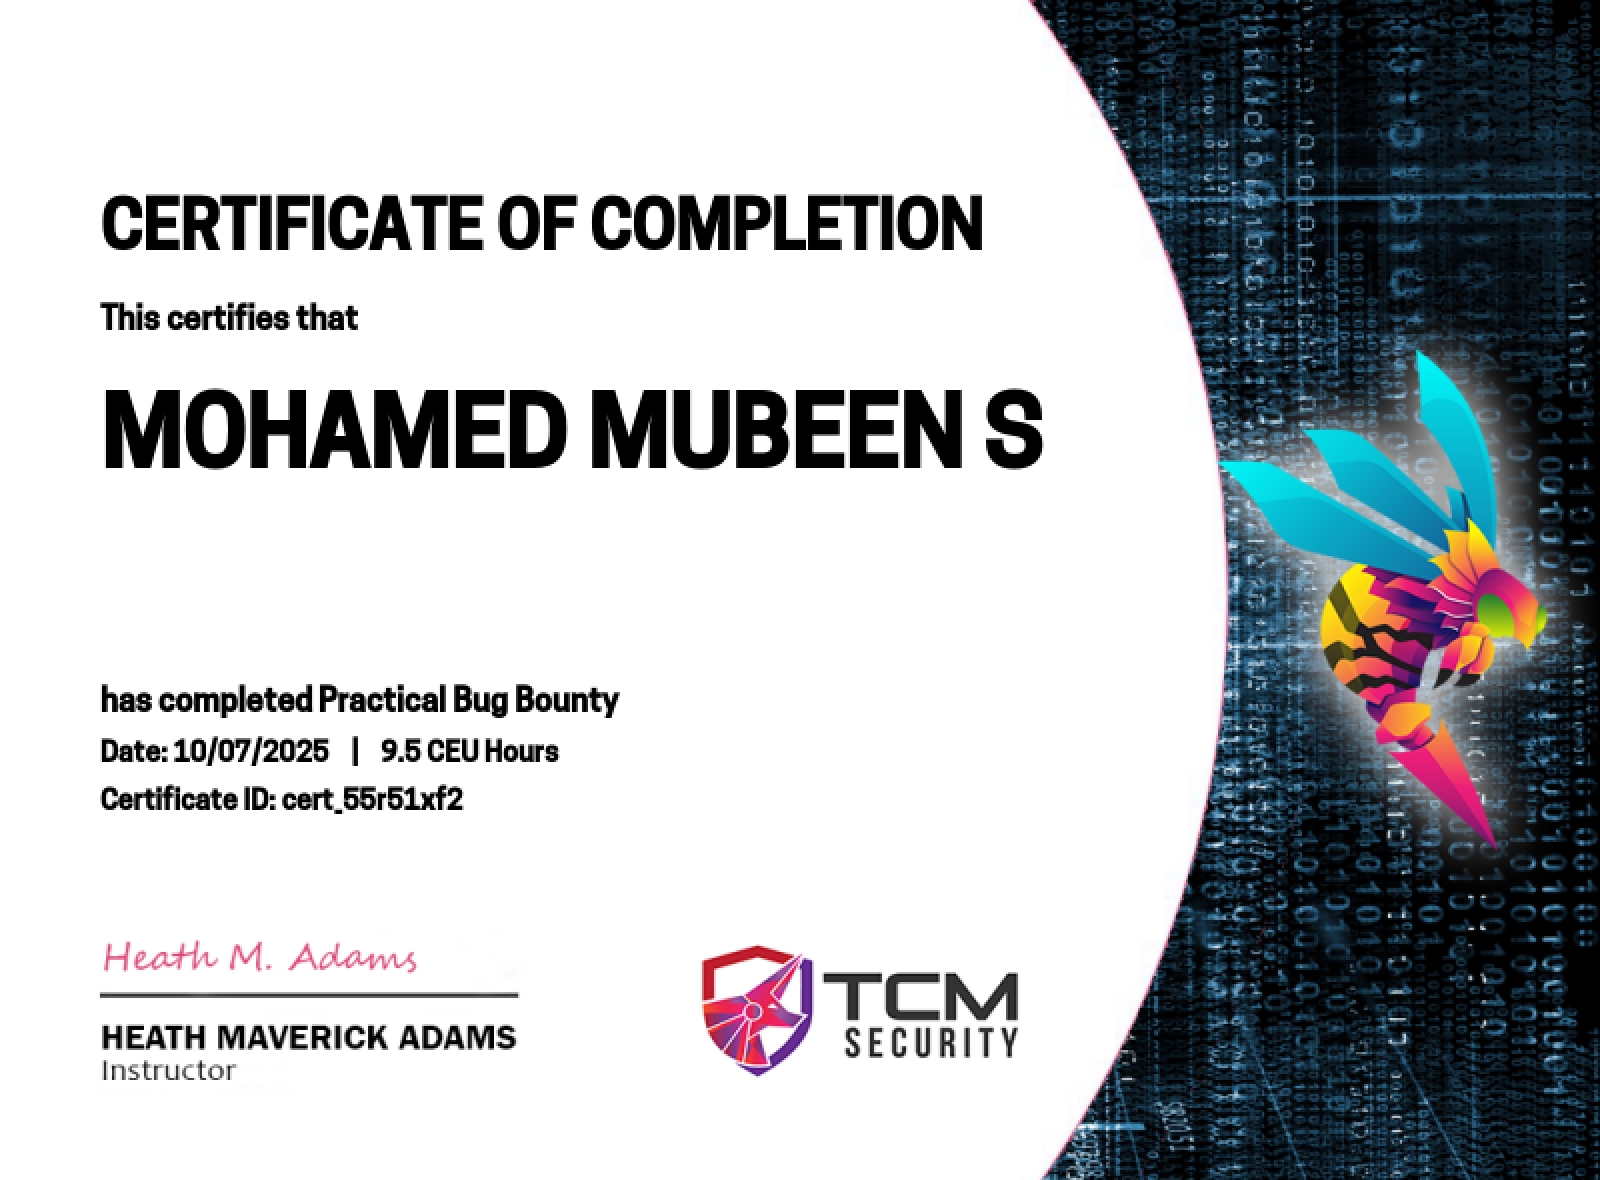 CERTIFICATE OF COMPLETION
This certifies that
MOHAMED MUBEEN S
has completed Practical Bug Bounty
Date: 10/07/2025 | 9.5 CEU Hours
Certificate ID: cert_55r51xf2
Heath M. Adams
HEATH MAVERICK ADAMS
Instructor
TCM
SECURITY